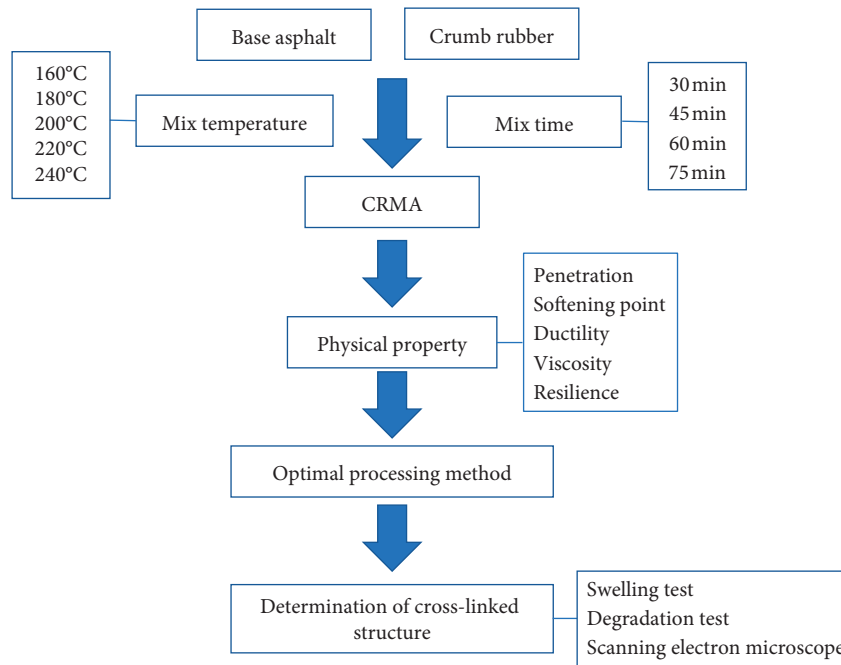 Base asphalt
Crumb rubber
160°C
180°C
200°C
220°C
240°C
Mix temperature
Mix time
30 min
45 min
60 min
75 min
CRMA
Physical property
Penetration
Softening point
Ductility
Viscosity
Resilience
Optimal processing method
Determination of cross-linked
structure
Swelling test
Degradation test
Scanning electron microscope